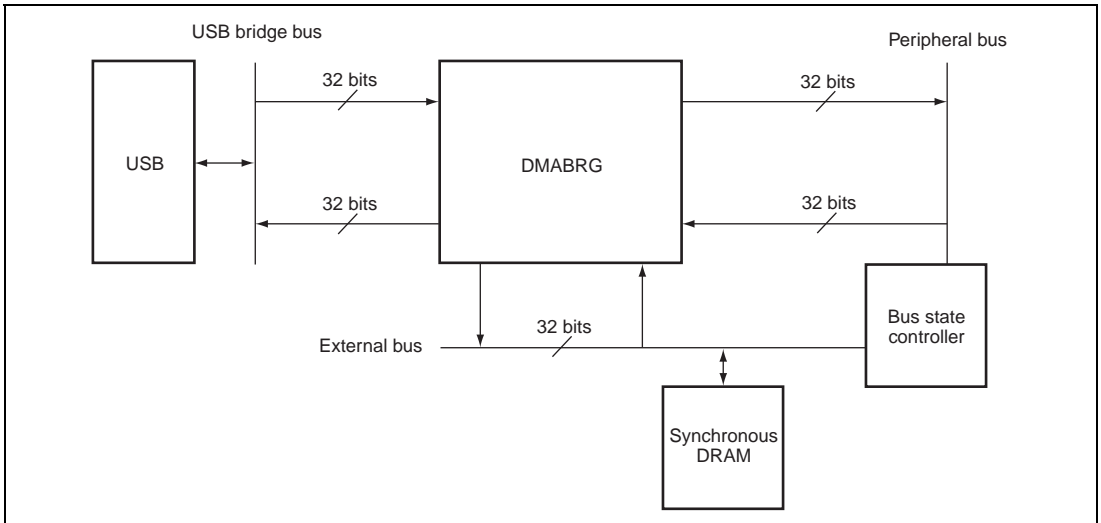 USB bridge bus
Peripheral bus
32 bits
32 bits
USB
DMABRG
32 bits
32 bits
External bus
32 bits
Bus state
controller
Synchronous
DRAM